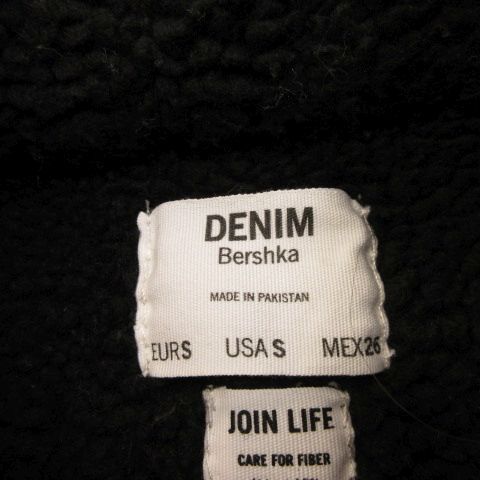 DENIM
Bershka
MADE IN PAKISTAN
EUR S USA S MEX 26
JOIN LIFE
CARE FOR FIBER